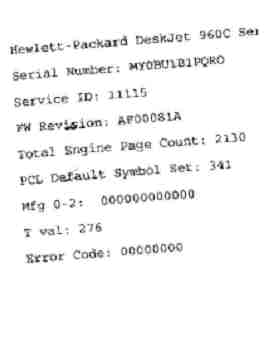 Hewlett-Packard DeskJet 960C Ser
Serial Number: MY0BU1B1PQRO
Service ID: 11115
FW Revision: AF00081A
Total Engine Page Count: 2130
PCL Default Symbol Set: 341
Mfg 0-2: 000000000000
T val: 276
Error Code: 00000000